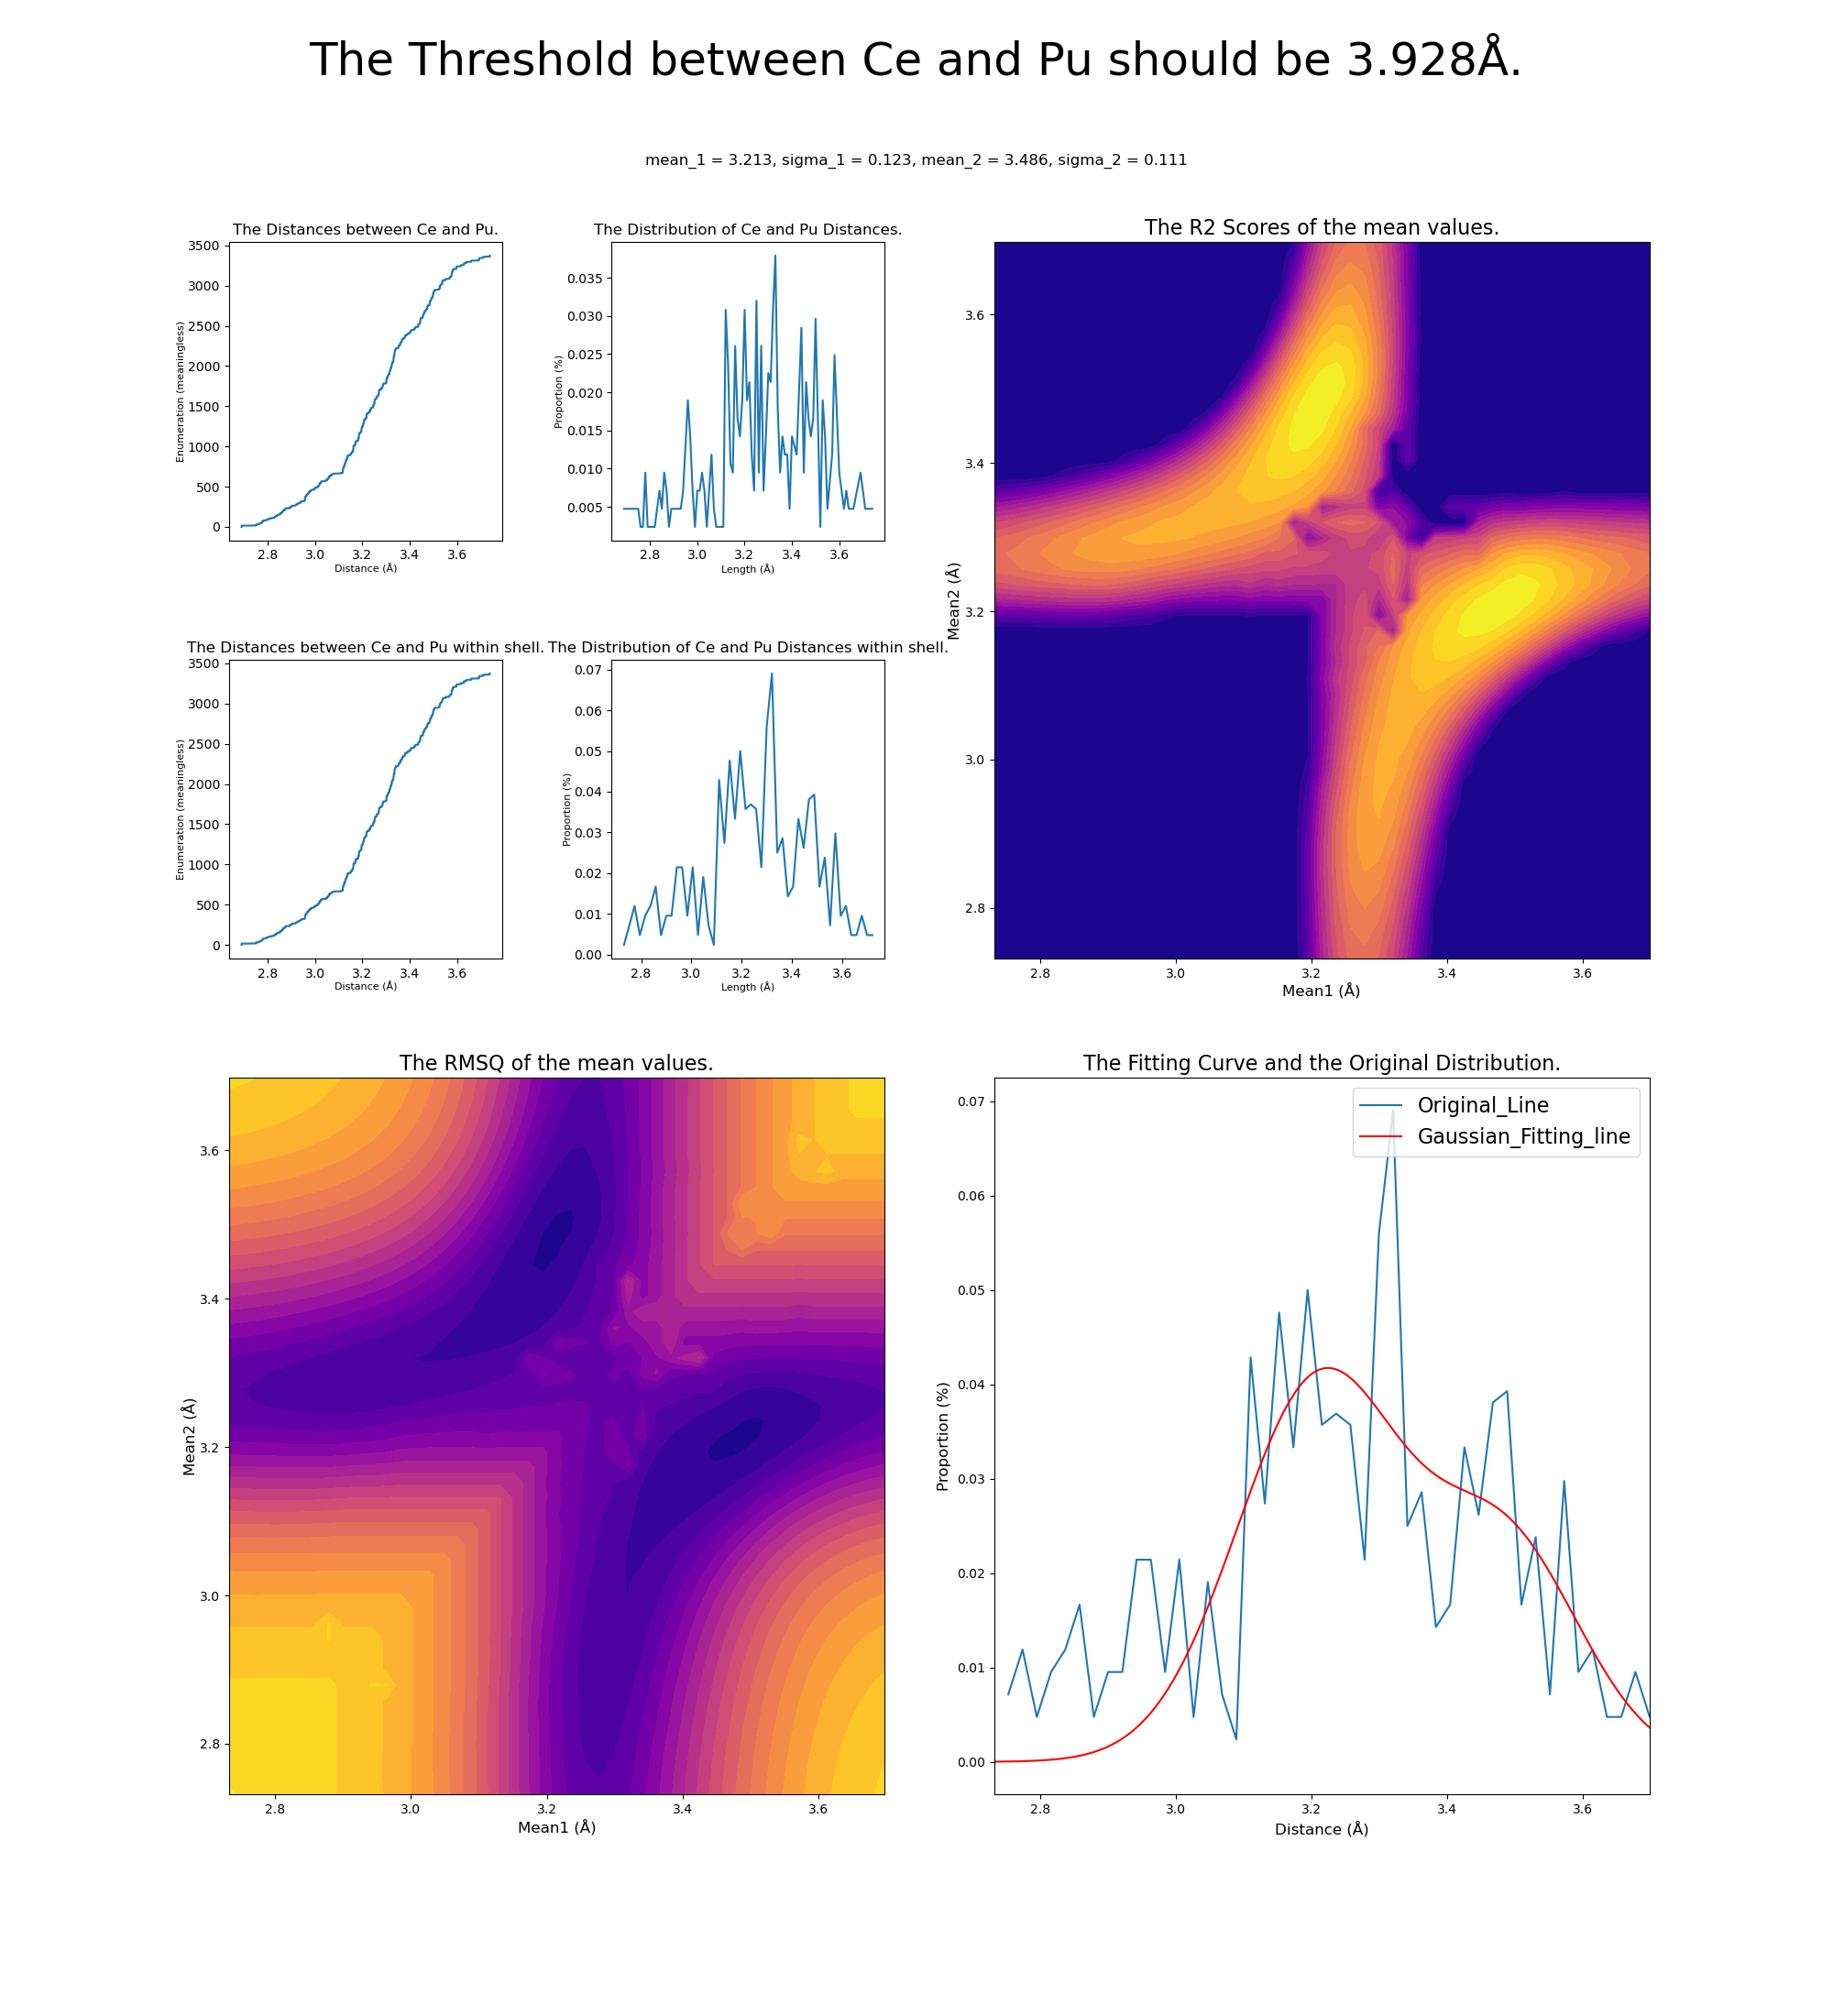 The Threshold between Ce and Pu should be 3.928Å.
mean_1 = 3.213, sigma_1 = 0.123, mean_2 = 3.486, sigma_2 = 0.111
The Distances between Ce and Pu.
3500
3000
2500
2000
1500
1000
500
0
Enumeration (meaningless)
2.8 3.0 3.2 3.4 3.6
Distance (Å)
The Distribution of Ce and Pu Distances.
0.035
0.030
0.025
0.020
0.015
0.010
0.005
Proportion (%)
2.8 3.0 3.2 3.4 3.6
Length (Å)
The R2 Scores of the mean values.
3.6
3.4
3.2
3.0
2.8
Mean2 (Å)
2.8 3.0 3.2 3.4 3.6
Mean1 (Å)
The Distances between Ce and Pu within shell.
3500
3000
2500
2000
1500
1000
500
0
Enumeration (meaningless)
2.8 3.0 3.2 3.4 3.6
Distance (Å)
The Distribution of Ce and Pu Distances within shell.
0.07
0.06
0.05
0.04
0.03
0.02
0.01
0.00
Proportion (%)
2.8 3.0 3.2 3.4 3.6
Length (Å)
The RMSQ of the mean values.
3.6
3.4
3.2
3.0
2.8
Mean2 (Å)
2.8 3.0 3.2 3.4 3.6
Mean1 (Å)
The Fitting Curve and the Original Distribution.
Original_Line
Gaussian_Fitting_line
0.07
0.06
0.05
0.04
0.03
0.02
0.01
0.00
Proportion (%)
2.8 3.0 3.2 3.4 3.6
Distance (Å)